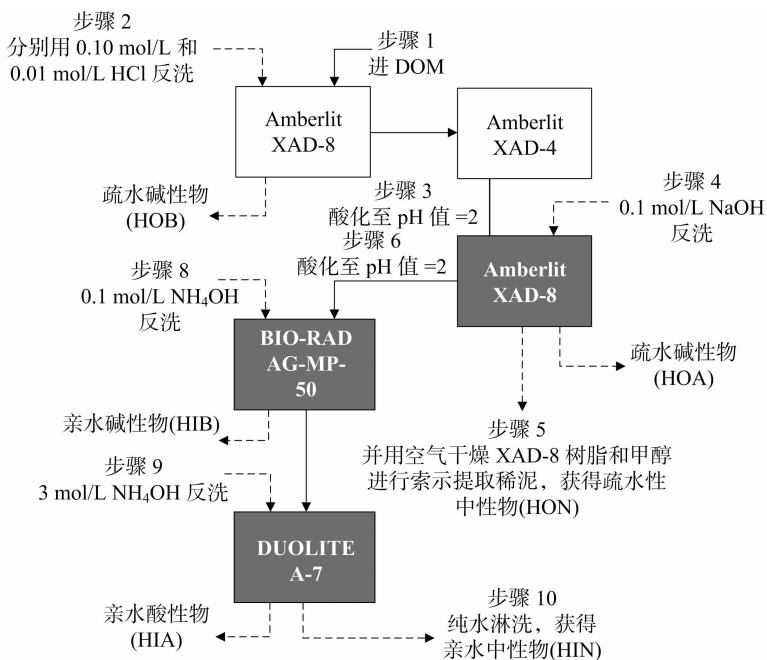 步骤 2
分别用 0.10 mol/L 和
0.01 mol/L HCl 反洗
步骤 1
进 DOM
Amberlit
XAD-8
Amberlit
XAD-4
疏水碱性物
(HOB)
步骤 3
酸化至 pH 值 =2
步骤 4
0.1 mol/L NaOH
反洗
步骤 6
酸化至 pH 值 =2
Amberlit
XAD-8
步骤 8
0.1 mol/L NH₄OH
反洗
BIO-RAD
AG-MP-
50
疏水碱性物
(HOA)
亲水碱性物(HIB)
步骤 5
并用空气干燥 XAD-8 树脂和甲醇
进行索示提取稀泥，获得疏水性
中性物(HON)
步骤 9
3 mol/L NH₄OH 反洗
DUOLITE
A-7
亲水酸性物
(HIA)
步骤 10
纯水淋洗，获得
亲水中性物(HIN)